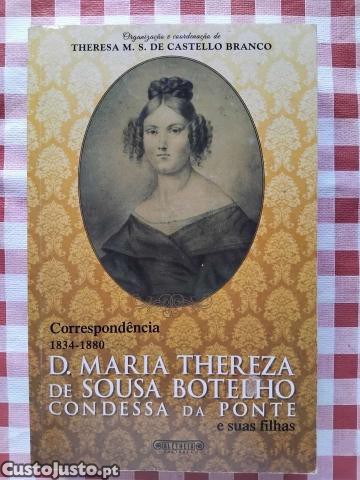 Organização e coordenação de
THERESA M. S. DE CASTELLO BRANCO
Correspondência
1834-1880
D. MARIA THEREZA
DE SOUSA BOTELHO
CONDESSA DA PONTE
e suas filhas
ALÊTHEIA
CustoJusto.pt